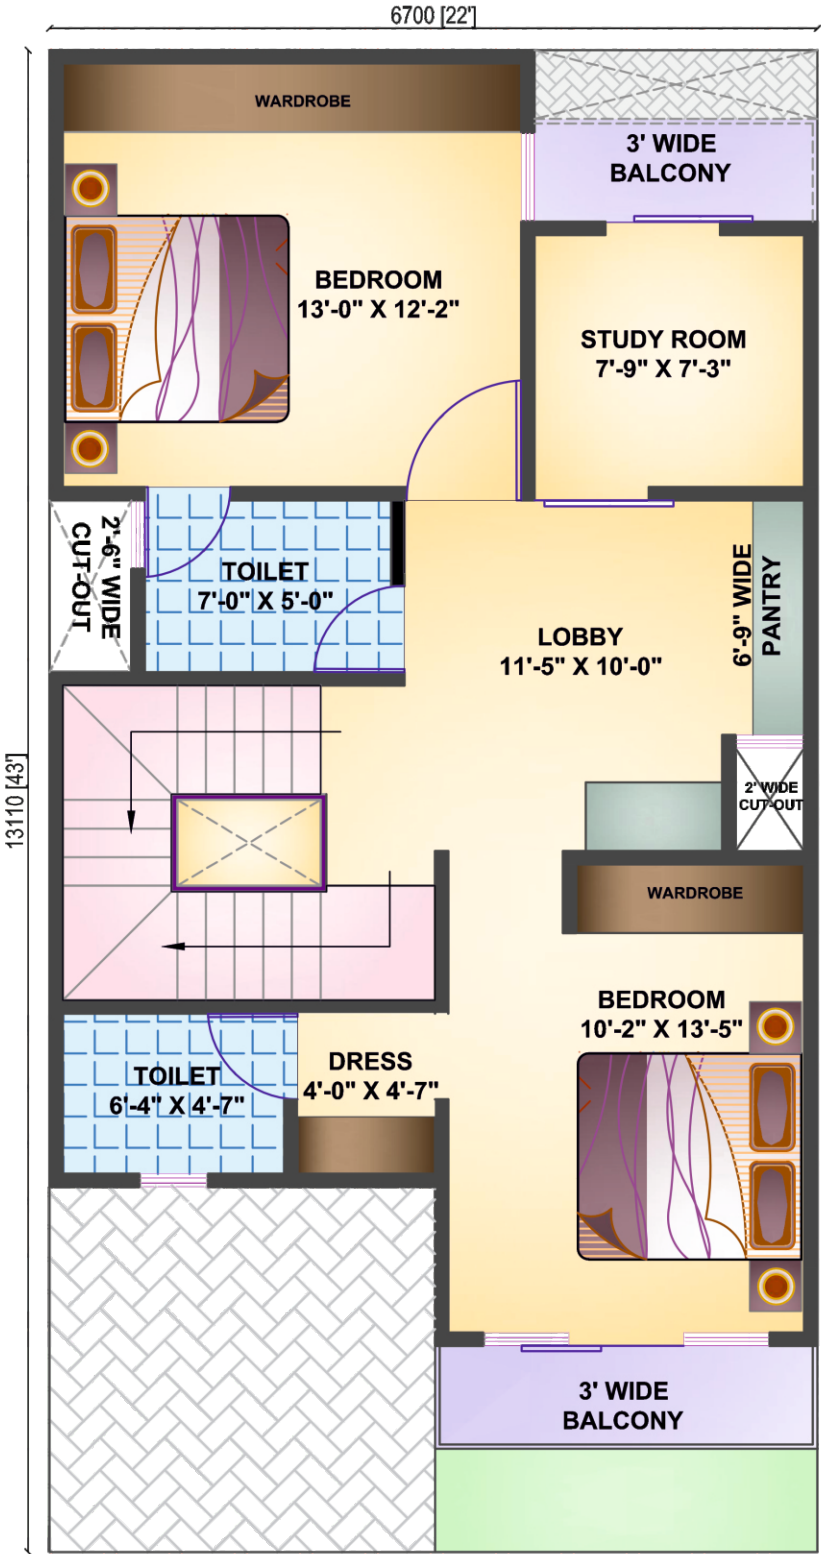 6700 [22']
WARDROBE
3' WIDE
BALCONY
BEDROOM
13'-0" X 12'-2"
STUDY ROOM
7'-9" X 7'-3"
2'-6" WIDE
CUT-OUT
TOILET
7'-0" X 5'-0"
LOBBY
11'-5" X 10'-0"
6'-9" WIDE
PANTRY
13110 [43']
2' WIDE
CUT-OUT
WARDROBE
BEDROOM
10'-2" X 13'-5"
DRESS
4'-0" X 4'-7"
TOILET
6'-4" X 4'-7"
3' WIDE
BALCONY